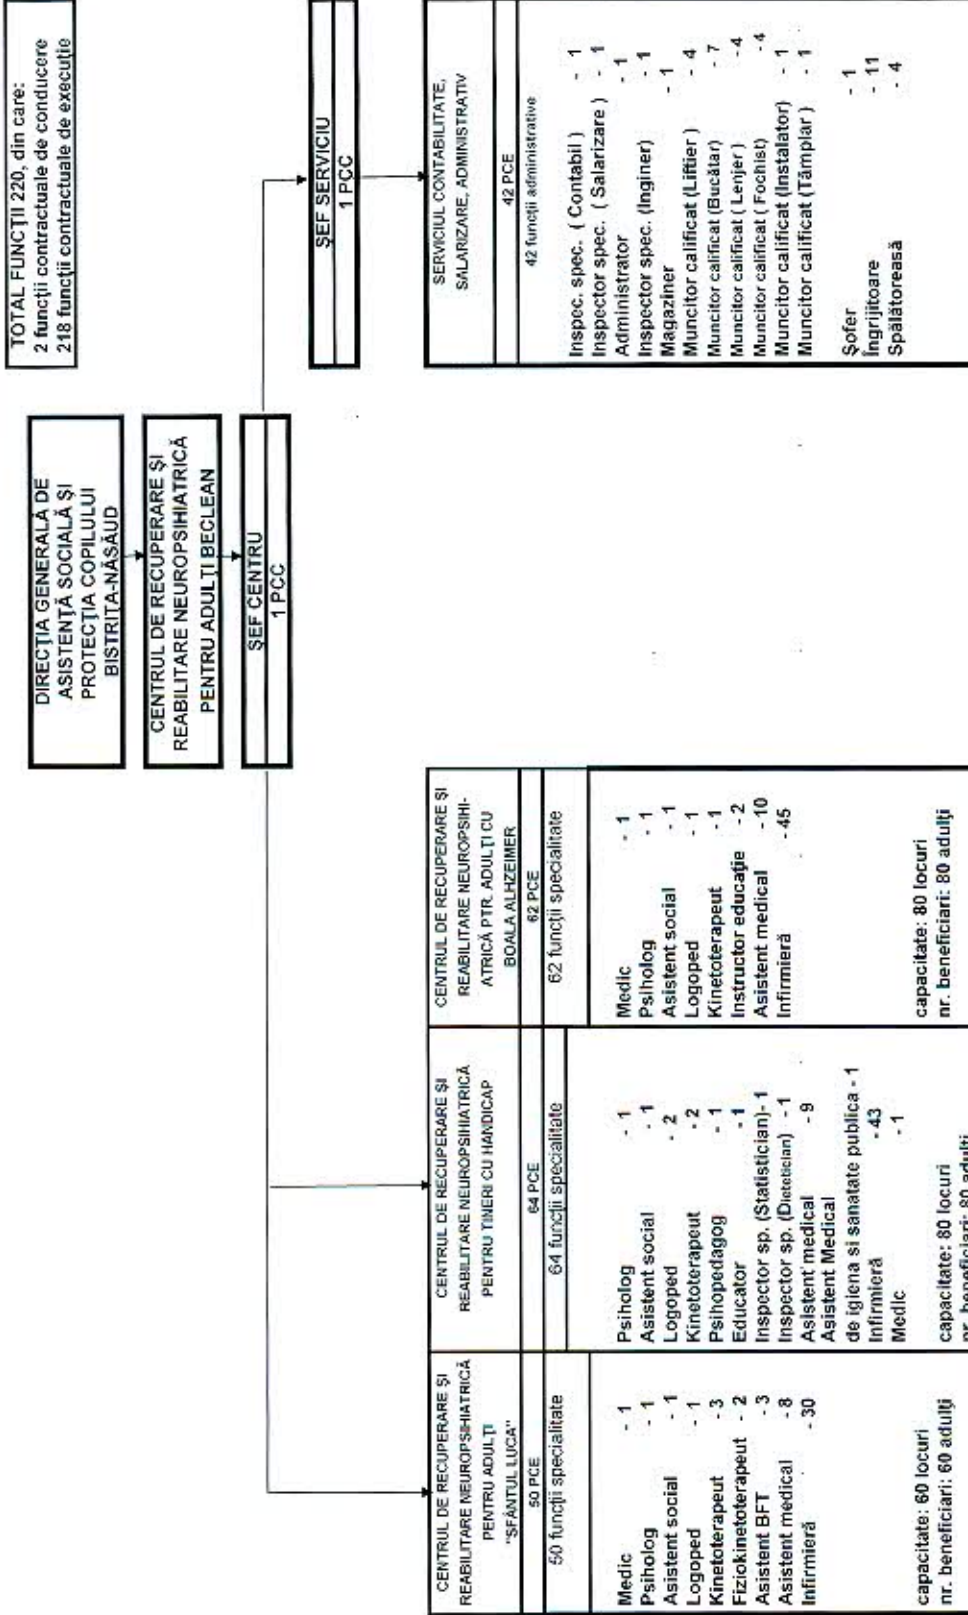 TOTAL FUNCȚII 220, din care:
2 funcții contractuale de conducere
218 funcții contractuale de execuție
DIRECȚIA GENERALĂ DE
ASISTENȚĂ SOCIALĂ ȘI
PROTECȚIA COPILULUI
BISTRIȚA-NĂSĂUD
CENTRUL DE RECUPERARE ȘI
REABILITARE NEUROPSIHIATRICĂ
PENTRU ADULȚI BECLEAN
ȘEF CENTRU
1 PCC
ȘEF SERVICIU
1 PCC
CENTRUL DE RECUPERARE ȘI
REABILITARE NEUROPSIHIATRICĂ
PENTRU ADULȚI
"SFÂNTUL LUCA"
50 PCE
50 funcții specialitate
Medic - 1
Psiholog - 1
Asistent social - 1
Logoped - 1
Kinetoterapeut - 3
Fiziokinetoterapeut - 2
Asistent BFT - 3
Asistent medical - 8
Infirmieră - 30
capacitate: 60 locuri
nr. beneficiari: 60 adulți
CENTRUL DE RECUPERARE ȘI
REABILITARE NEUROPSIHIATRICĂ
PENTRU TINERI CU HANDICAP
64 PCE
64 funcții specialitate
Psiholog - 1
Asistent social - 1
Logoped - 2
Kinetoterapeut - 2
Psihopedagog - 1
Educator - 1
Inspector sp. (Statistician)- 1
Inspector sp. (Dietetician) - 1
Asistent medical - 9
Asistent Medical
de igiena si sanatate publica - 1
Infirmieră - 43
Medic - 1
capacitate: 80 locuri
nr. beneficiari: 80 adulți
CENTRUL DE RECUPERARE ȘI
REABILITARE NEUROPSIHI-
ATRICĂ PTR. ADULȚI CU
BOALA ALHZEIMER
62 PCE
62 funcții specialitate
Medic - 1
Psiholog - 1
Asistent social - 1
Logoped - 1
Kinetoterapeut - 1
Instructor educație - 2
Asistent medical - 10
Infirmieră - 45
capacitate: 80 locuri
nr. beneficiari: 80 adulți
SERVICIUL CONTABILITATE,
SALARIZARE, ADMINISTRATIV
42 PCE
42 funcții administrative
Inspec. spec. ( Contabil ) - 1
Inspector spec. ( Salarizare ) - 1
Administrator - 1
Inspector spec. (Inginer) - 1
Magaziner - 1
Muncitor calificat (Liftier ) - 4
Muncitor calificat (Bucătar) - 7
Muncitor calificat ( Lenjer ) - 4
Muncitor calificat ( Fochist) - 4
Muncitor calificat (Instalator) - 1
Muncitor calificat (Tâmplar ) - 1
Șofer - 1
Îngrijitoare - 11
Spălătoreasă - 4